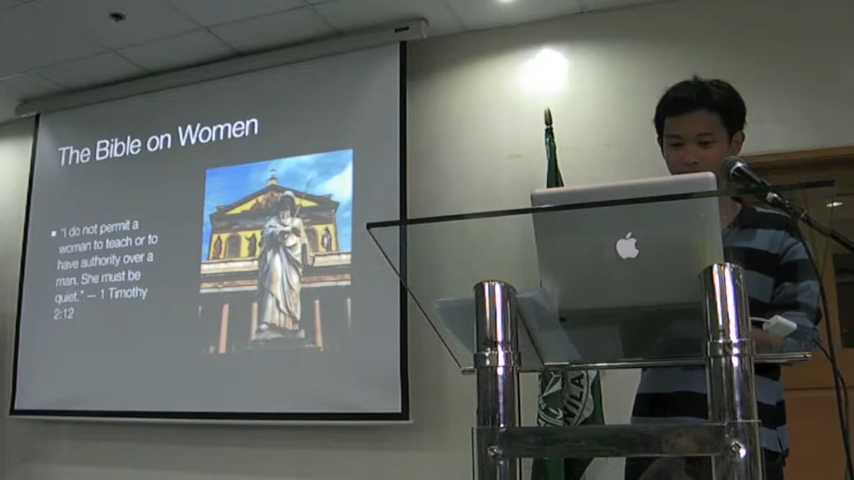 The Bible on Women
"I do not permit a
woman to teach or to
have authority over a
man. She must be
quiet." — 1 Timothy
2:12
NILA